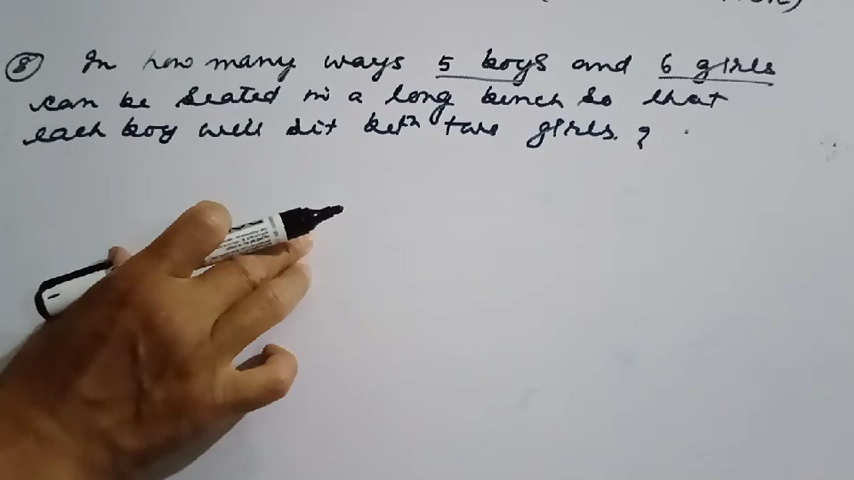 8 In how many ways 5 boys and 6 girls
can be seated in a long bench so that
each boy will sit betn two girls. ?